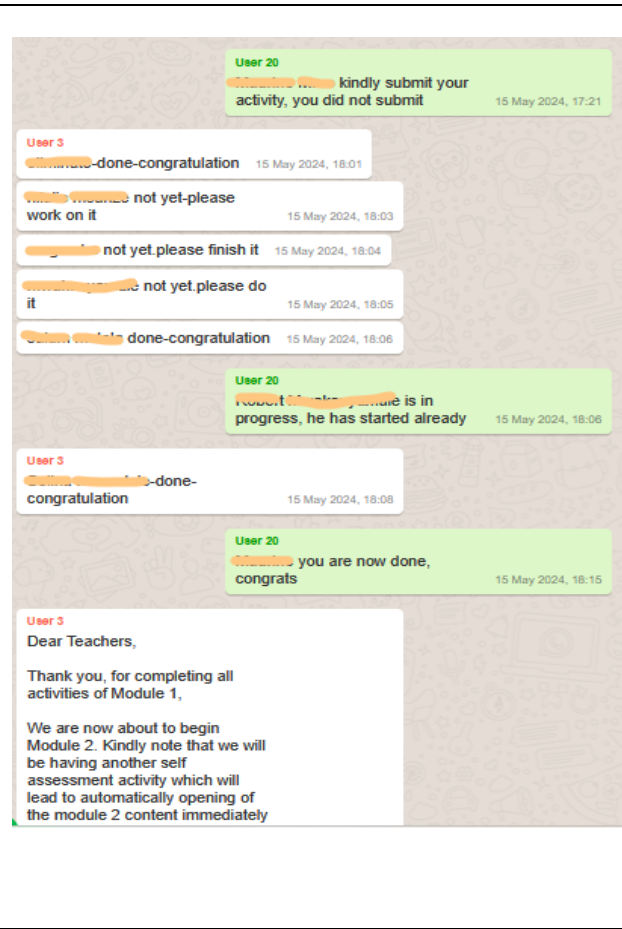 User 20
kindly submit your
activity, you did not submit 15 May 2024, 17:21
User 3
-done-congratulation 15 May 2024, 18:01
not yet-please
work on it 15 May 2024, 18:03
not yet.please finish it 15 May 2024, 18:04
not yet.please do
it 15 May 2024, 18:05
done-congratulation 15 May 2024, 18:06
User 20
is in
progress, he has started already 15 May 2024, 18:06
User 3
-done-
congratulation 15 May 2024, 18:08
User 20
you are now done,
congrats 15 May 2024, 18:15
User 3
Dear Teachers,
Thank you, for completing all
activities of Module 1,
We are now about to begin
Module 2. Kindly note that we will
be having another self
assessment activity which will
lead to automatically opening of
the module 2 content immediately